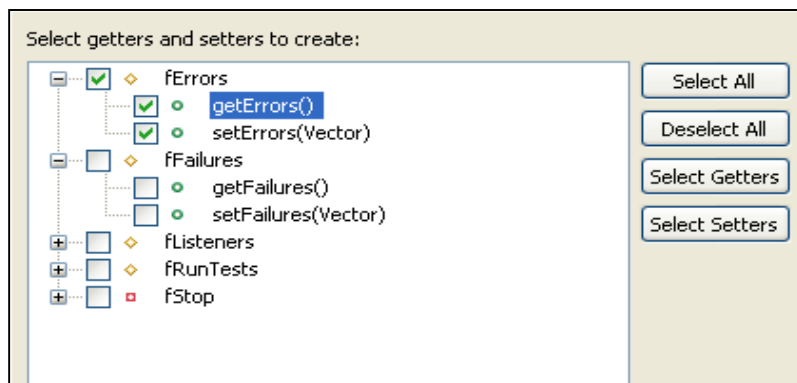 Select getters and setters to create:
fErrors
getErrors()
setErrors(Vector)
fFailures
getFailures()
setFailures(Vector)
fListeners
fRunTests
fStop
Select All
Deselect All
Select Getters
Select Setters